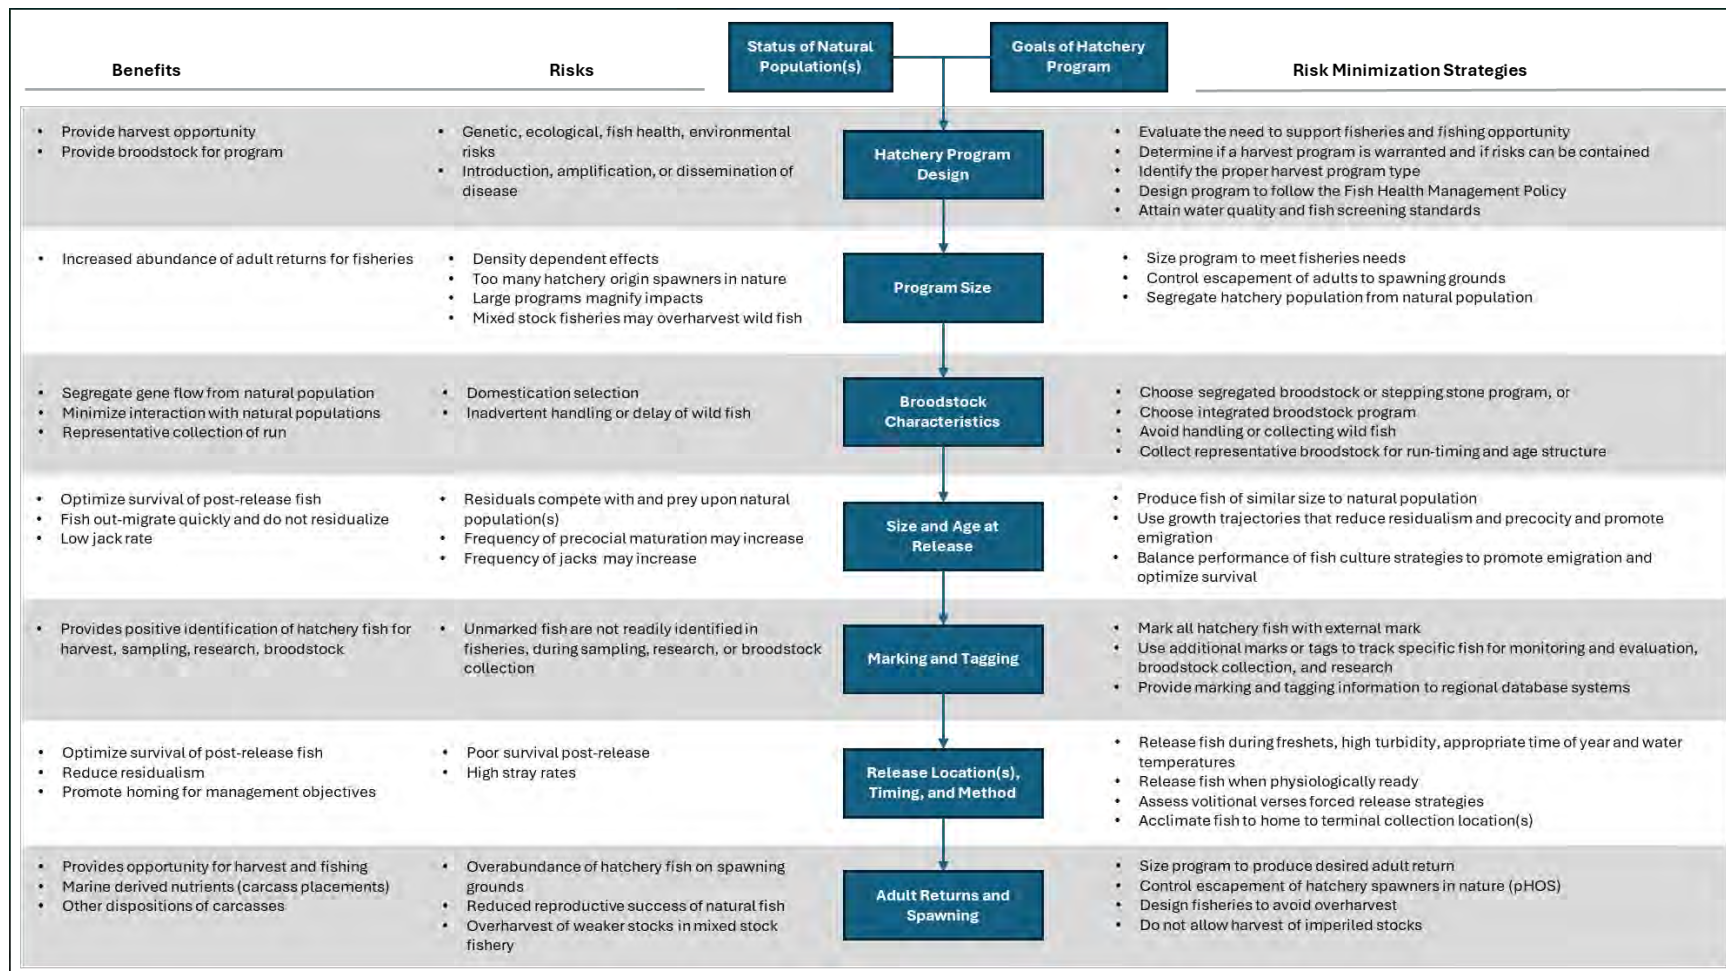 Status of Natural
Population(s)
Goals of Hatchery
Program
Benefits
Risks
Risk Minimization Strategies
• Provide harvest opportunity
• Provide broodstock for program
• Genetic, ecological, fish health, environmental
risks
• Introduction, amplification, or dissemination of
disease
Hatchery Program
Design
• Evaluate the need to support fisheries and fishing opportunity
• Determine if a harvest program is warranted and if risks can be contained
• Identify the proper harvest program type
• Design program to follow the Fish Health Management Policy
• Attain water quality and fish screening standards
• Increased abundance of adult returns for fisheries
• Density dependent effects
• Too many hatchery origin spawners in nature
• Large programs magnify impacts
• Mixed stock fisheries may overharvest wild fish
Program Size
• Size program to meet fisheries needs
• Control escapement of adults to spawning grounds
• Segregate hatchery population from natural population
• Segregate gene flow from natural population
• Minimize interaction with natural populations
• Representative collection of run
• Domestication selection
• Inadvertent handling or delay of wild fish
Broodstock
Characteristics
• Choose segregated broodstock or stepping stone program, or
• Choose integrated broodstock program
• Avoid handling or collecting wild fish
• Collect representative broodstock for run-timing and age structure
• Optimize survival of post-release fish
• Fish out-migrate quickly and do not residualize
• Low jack rate
• Residuals compete with and prey upon natural
population(s)
• Frequency of precocial maturation may increase
• Frequency of jacks may increase
Size and Age at
Release
• Produce fish of similar size to natural population
• Use growth trajectories that reduce residualism and precocity and promote
emigration
• Balance performance of fish culture strategies to promote emigration and
optimize survival
• Provides positive identification of hatchery fish for
harvest, sampling, research, broodstock
• Unmarked fish are not readily identified in
fisheries, during sampling, research, or broodstock
collection
Marking and Tagging
• Mark all hatchery fish with external mark
• Use additional marks or tags to track specific fish for monitoring and evaluation,
broodstock collection, and research
• Provide marking and tagging information to regional database systems
• Optimize survival of post-release fish
• Reduce residualism
• Promote homing for management objectives
• Poor survival post-release
• High stray rates
Release Location(s),
Timing, and Method
• Release fish during freshets, high turbidity, appropriate time of year and water
temperatures
• Release fish when physiologically ready
• Assess volitional verses forced release strategies
• Acclimate fish to home to terminal collection location(s)
• Provides opportunity for harvest and fishing
• Marine derived nutrients (carcass placements)
• Other dispositions of carcasses
• Overabundance of hatchery fish on spawning
grounds
• Reduced reproductive success of natural fish
• Overharvest of weaker stocks in mixed stock
fishery
Adult Returns and
Spawning
• Size program to produce desired adult return
• Control escapement of hatchery spawners in nature (pHOS)
• Design fisheries to avoid overharvest
• Do not allow harvest of imperiled stocks